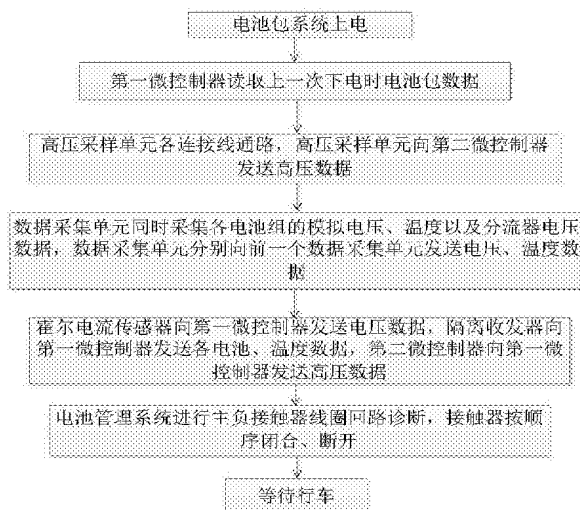 电池包系统上电
第一微控制器读取上一次下电时电池包数据
高压采样单元各连接线通路，高压采样单元向第二微控制器
发送高压数据
数据采集单元同时采集各电池组的模拟电压、温度以及分流器电压
数据，数据采集单元分别向前一个数据采集单元发送电压、温度数
据
霍尔电流传感器向第一微控制器发送电压数据，隔离收发器向
第一微控制器发送各电池、温度数据，第二微控制器向第一微
控制器发送高压数据
电池管理系统进行主负接触器线圈回路诊断，接触器按顺
序闭合、断开
等待行车